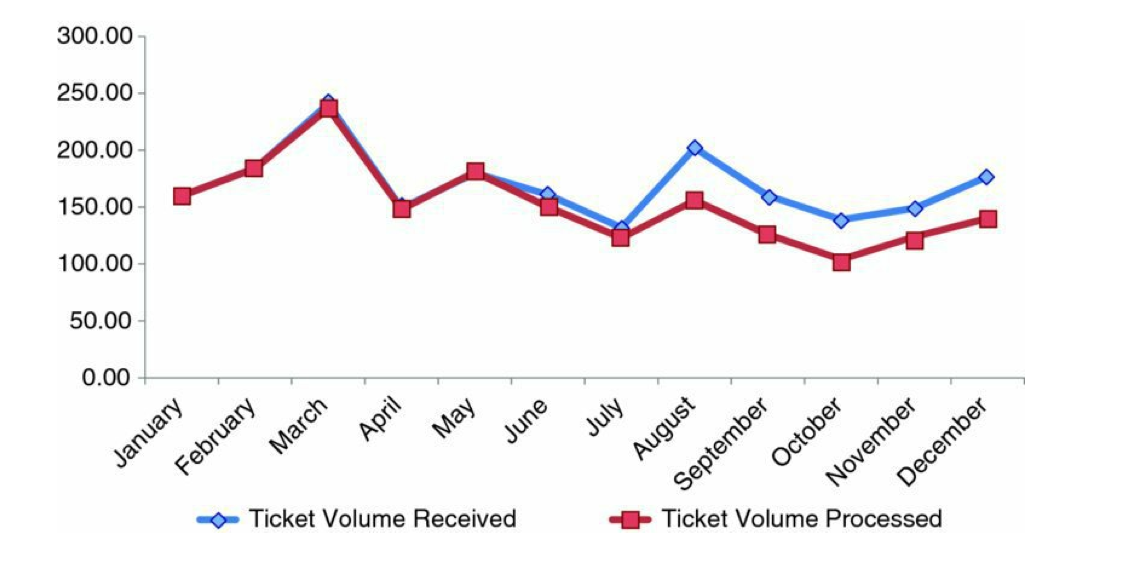 300.00
250.00
200.00
150.00
100.00
50.00
0.00
January
February
March
April
May
June
July
August
September
October
November
December
Ticket Volume Received
Ticket Volume Processed